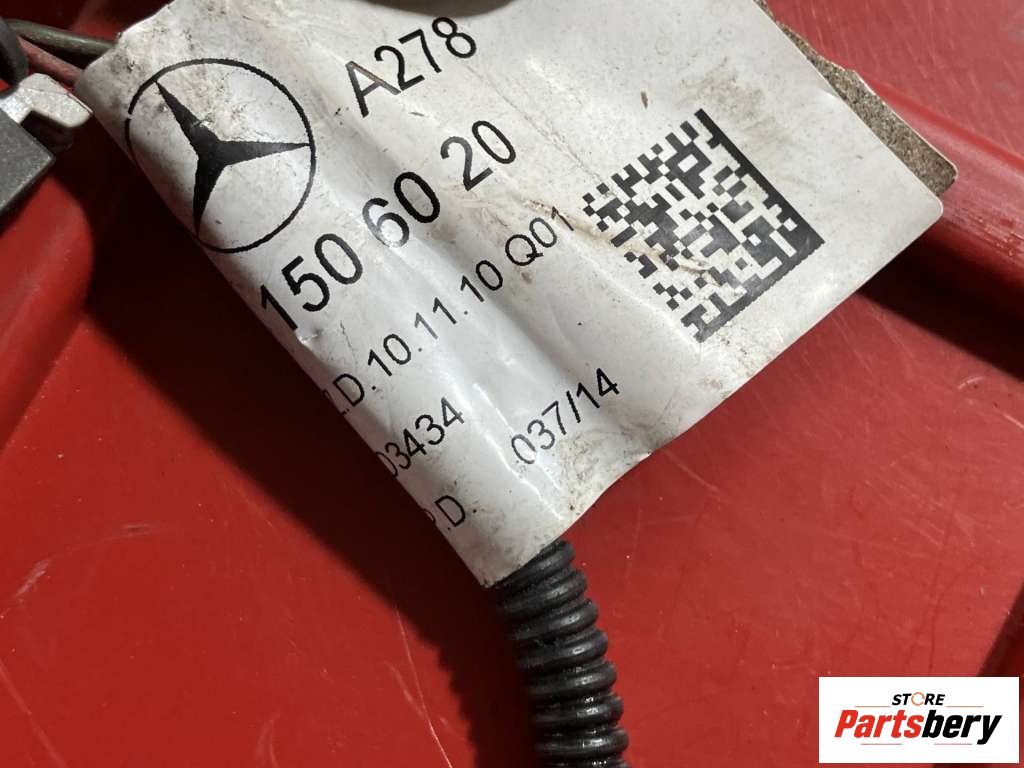 A278
150 60 20
.D.10.11.10 Q01
03434 037/14
.D.
STORE
Partsbery